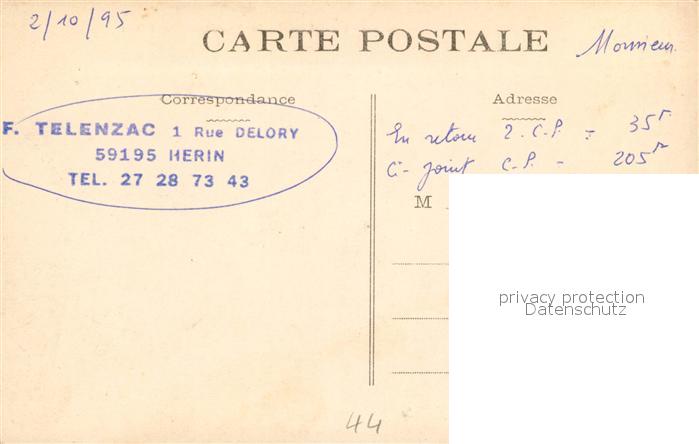 2/10/95
CARTE POSTALE
Monsieur
Correspondance
Adresse
F. TELENZAC 1 Rue DELORY
59195 HERIN
TEL. 27 28 73 43
En retour 2. C.P. = 35F
Ci-joint C.P. - 205F
M
privacy protection
Datenschutz
44